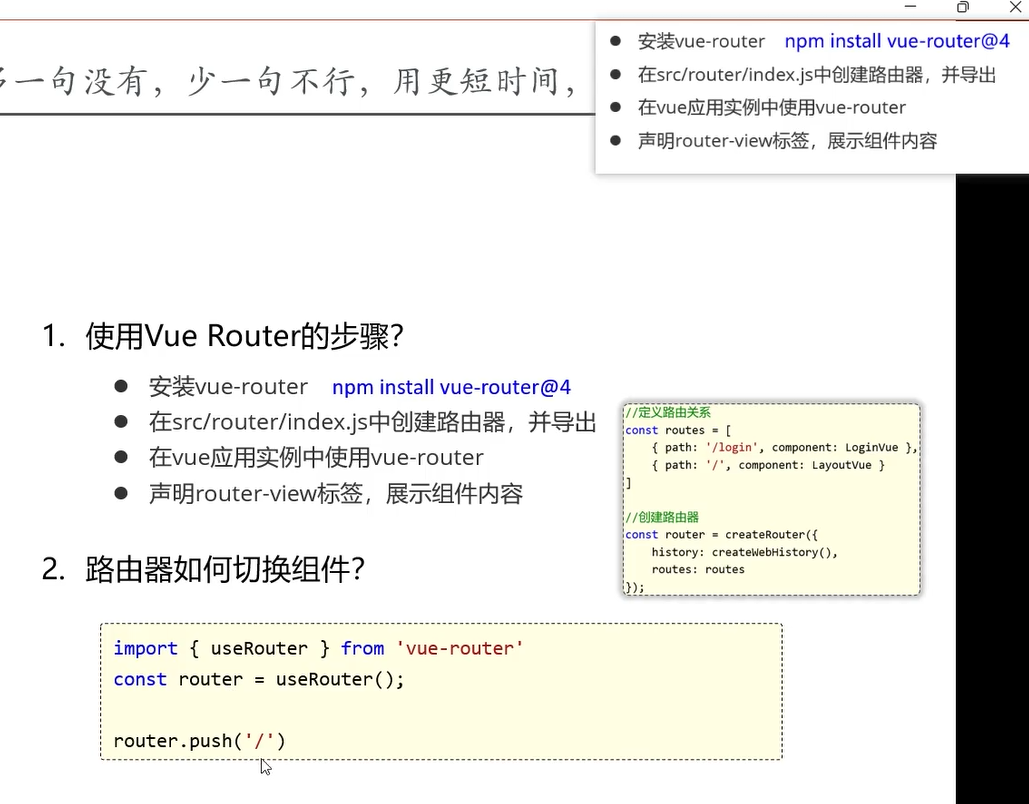 一句没有，少一句不行，用更短时间，
● 安装vue-router npm install vue-router@4
● 在src/router/index.js中创建路由器，并导出
● 在vue应用实例中使用vue-router
● 声明router-view标签，展示组件内容
1. 使用Vue Router的步骤？
● 安装vue-router npm install vue-router@4
● 在src/router/index.js中创建路由器，并导出
● 在vue应用实例中使用vue-router
● 声明router-view标签，展示组件内容
//定义路由关系
const routes = [
{ path: '/login', component: LoginVue },
{ path: '/', component: LayoutVue }
]
//创建路由器
const router = createRouter({
history: createWebHistory(),
routes: routes
});
2. 路由器如何切换组件？
import { useRouter } from 'vue-router'
const router = useRouter();
router.push('/')